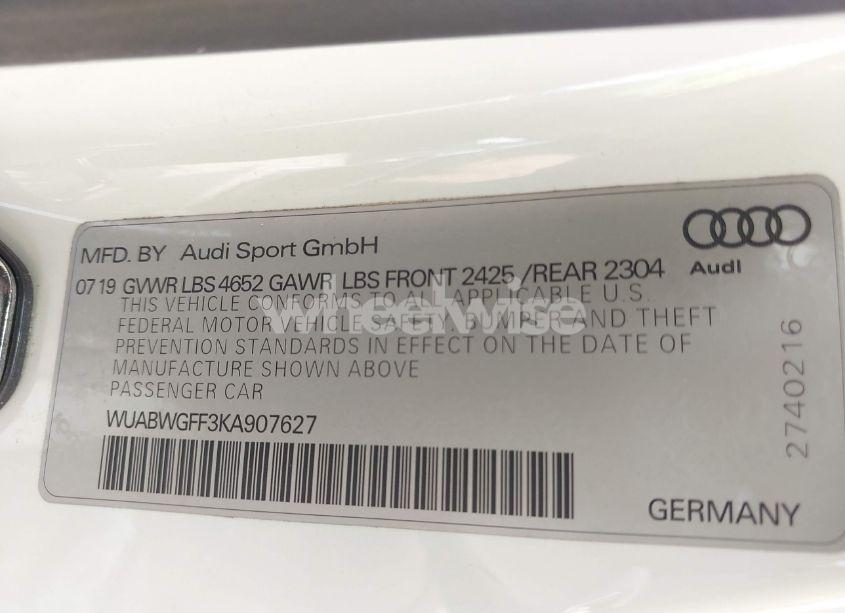 MFD. BY Audi Sport GmbH
Audi
07 19 GVWR LBS 4652 GAWR LBS FRONT 2425 /REAR 2304
THIS VEHICLE CONFORMS TO ALL APPLICABLE U.S.
FEDERAL MOTOR VEHICLE SAFETY, BUMPER AND THEFT
PREVENTION STANDARDS IN EFFECT ON THE DATE OF
MANUFACTURE SHOWN ABOVE
PASSENGER CAR
WUABWGFF3KA907627
2740216
GERMANY
wheelwise
wheelwise